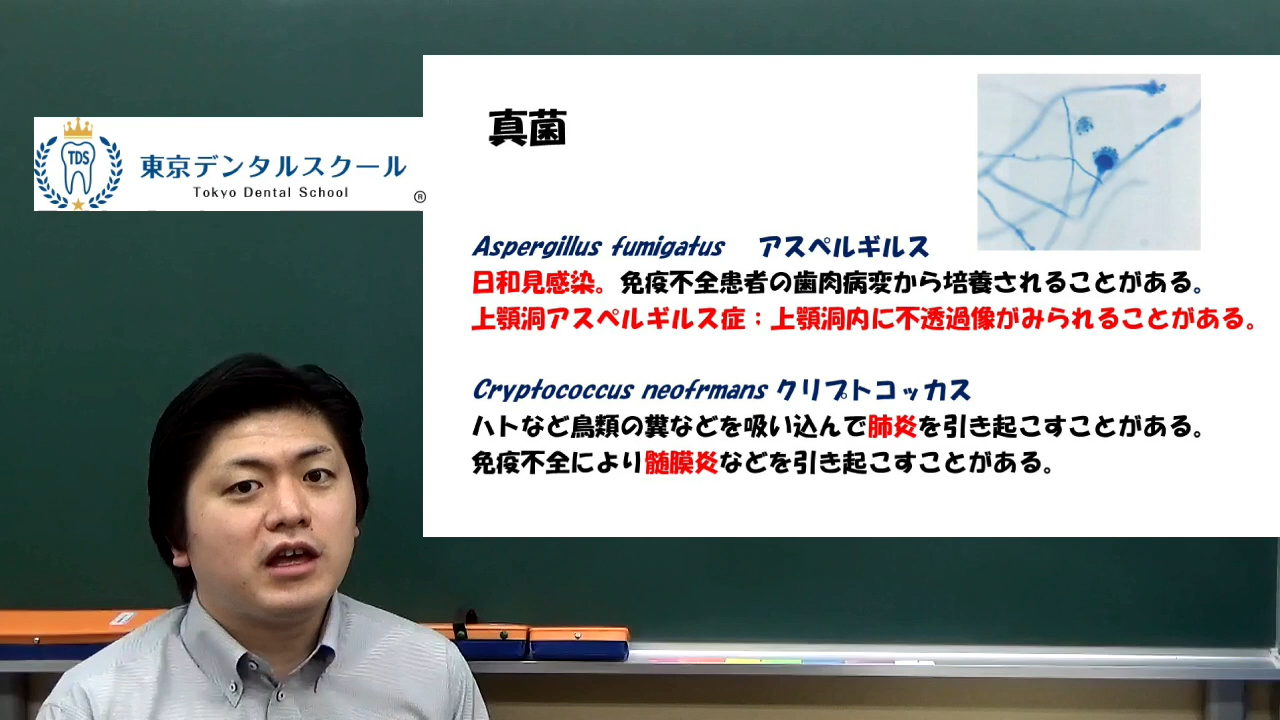 TDS
東京デンタルスクール
Tokyo Dental School
®
真菌
Aspergillus fumigatus アスペルギルス
日和見感染。免疫不全患者の歯肉病変から培養されることがある。
上顎洞アスペルギルス症：上顎洞内に不透過像がみられることがある。
Cryptococcus neofrmans クリプトコッカス
ハトなど鳥類の糞などを吸い込んで肺炎を引き起こすことがある。
免疫不全により髄膜炎などを引き起こすことがある。